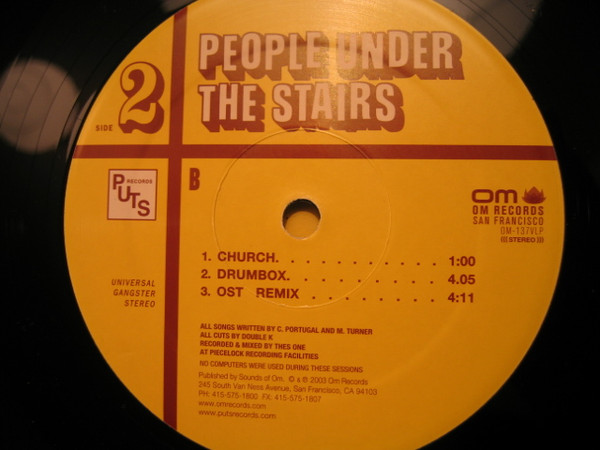 PEOPLE UNDER
THE STAIRS
SIDE 2
B
RECORDS
PUTS
OM
OM RECORDS
SAN FRANCISCO
OM-137VLP
STEREO
1. CHURCH. . . . . . . . . . . . 1:00
2. DRUMBOX. . . . . . . . . . . 4.05
3. OST REMIX . . . . . . . . . . 4:11
UNIVERSAL
GANGSTER
STEREO
ALL SONGS WRITTEN BY C. PORTUGAL AND M. TURNER
ALL CUTS BY DOUBLE K
RECORDED & MIXED BY THES ONE
AT PIECELOCK RECORDING FACILITIES
NO COMPUTERS WERE USED DURING THESE SESSIONS.
Published by Sounds of Om. © & ℗ 2003 Om Records
245 South Van Ness Avenue, San Francisco, CA 94103
PH: 415-575-1800 FX: 415-575-1807
www.omrecords.com
www.putsrecords.com